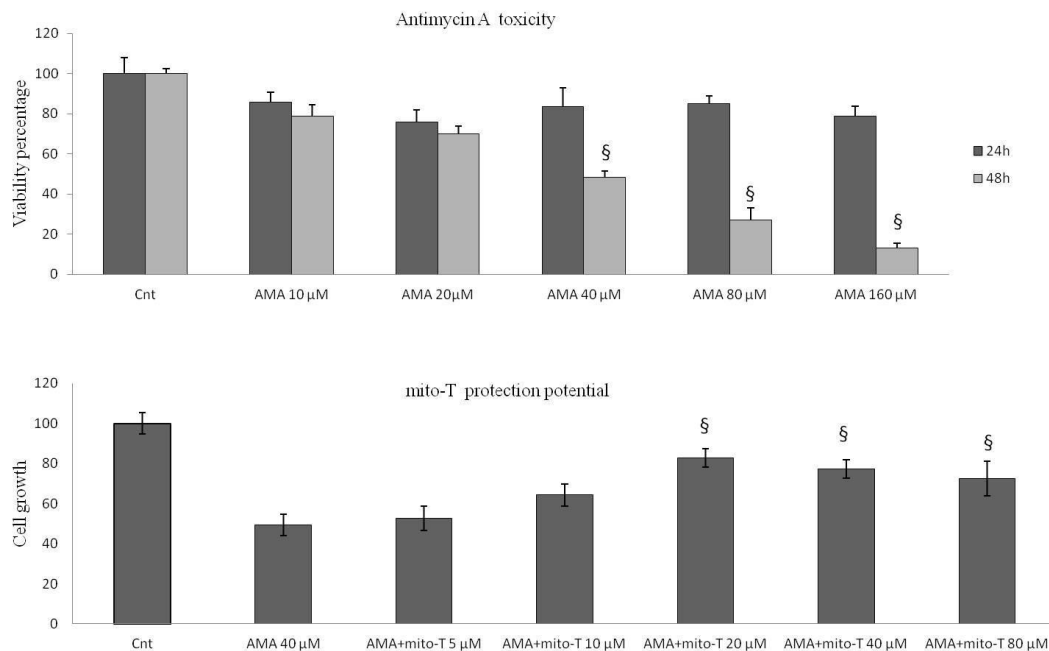 Antimycin A toxicity
120
100
80
60
40
20
0
Viability percentage
§
§
§
24h
48h
Cnt
AMA 10 µM
AMA 20µM
AMA 40 µM
AMA 80 µM
AMA 160 µM
mito-T protection potential
120
100
80
60
40
20
0
Cell growth
§
§
§
Cnt
AMA 40 µM
AMA+mito-T 5 µM
AMA+mito-T 10 µM
AMA+mito-T 20 µM
AMA+mito-T 40 µM
AMA+mito-T 80 µM